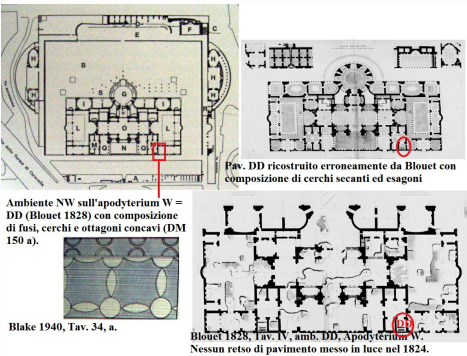 F
C
E
H
H
B
H
H
H
H
S
G
I
I
L
O
L
M
M
Q
N
Q
A
Pav. DD ricostruito erroneamente da Blouet con
composizione di cerchi secanti ed esagoni
Ambiente NW sull'apodyterium W =
DD (Blouet 1828) con composizione
di fusi, cerchi e ottagoni concavi (DM
150 a).
Blake 1940, Tav. 34, a.
DD
Blouet 1828, Tav. IV, amb. DD, Apodyterium W.
Nessun retso di pavimento messo in luce nel 1824.